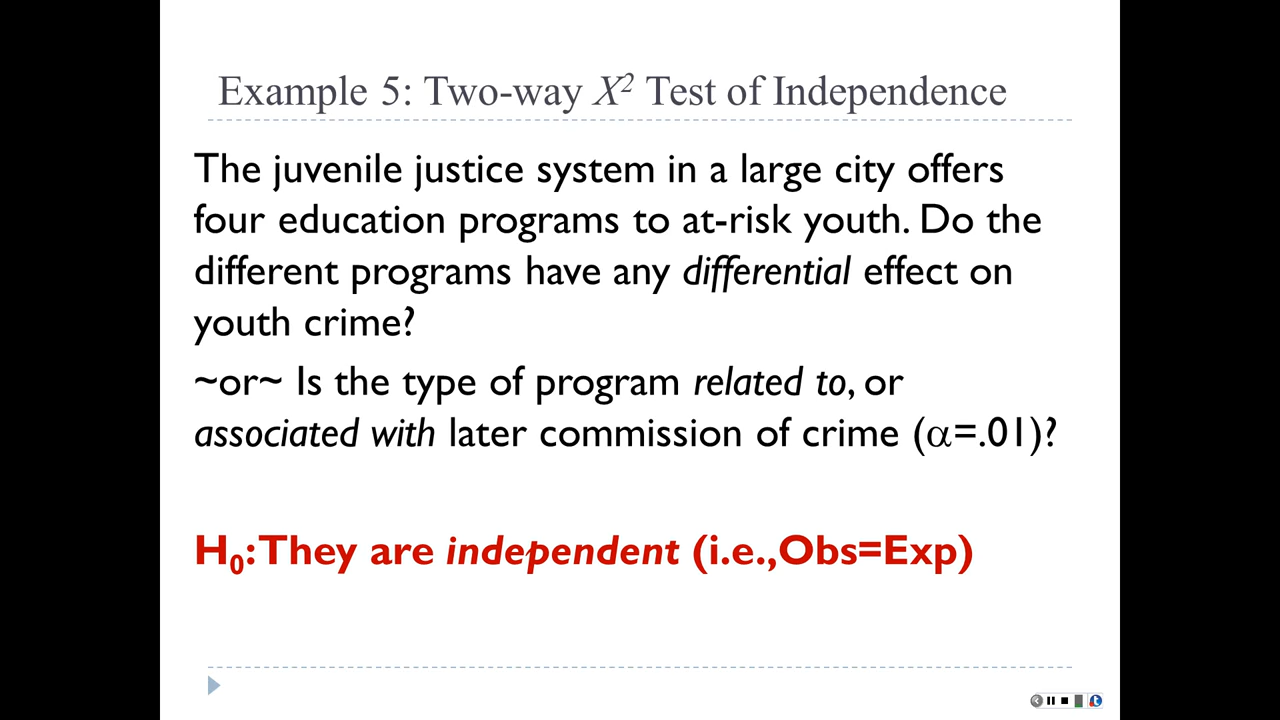 Example 5: Two-way X² Test of Independence
The juvenile justice system in a large city offers
four education programs to at-risk youth. Do the
different programs have any differential effect on
youth crime?
~or~ Is the type of program related to, or
associated with later commission of crime (α=.01)?
H₀: They are independent (i.e., Obs=Exp)